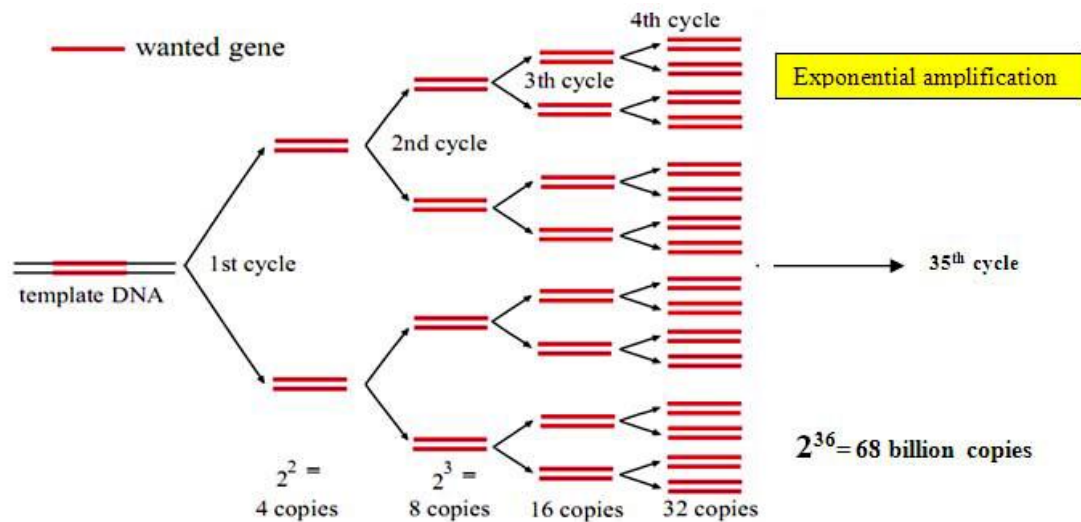 wanted gene
4th cycle
Exponential amplification
3th cycle
2nd cycle
1st cycle
35th cycle
template DNA
2^36 = 68 billion copies
2^2 =
4 copies
2^3 =
8 copies
16 copies
32 copies